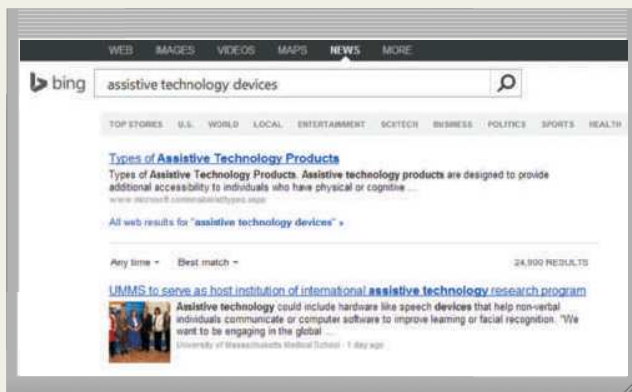 WEB IMAGES VIDEOS MAPS NEWS MORE
bing assistive technology devices
TOP STORIES U.S. WORLD LOCAL ENTERTAINMENT SCI/TECH BUSINESS POLITICS SPORTS HEALTH
Types of Assistive Technology Products
Types of Assistive Technology Products. Assistive technology products are designed to provide
additional accessibility to individuals who have physical or cognitive ...
All web results for "assistive technology devices" »
Any time Best match 24,900 RESULTS
UMMS to serve as host institution of international assistive technology research program
Assistive technology could include hardware like speech devices that help non-verbal
individuals communicate or computer software to improve learning or facial recognition. "We
want to be engaging in the global ...
University of Massachusetts Medical School · 1 day ago